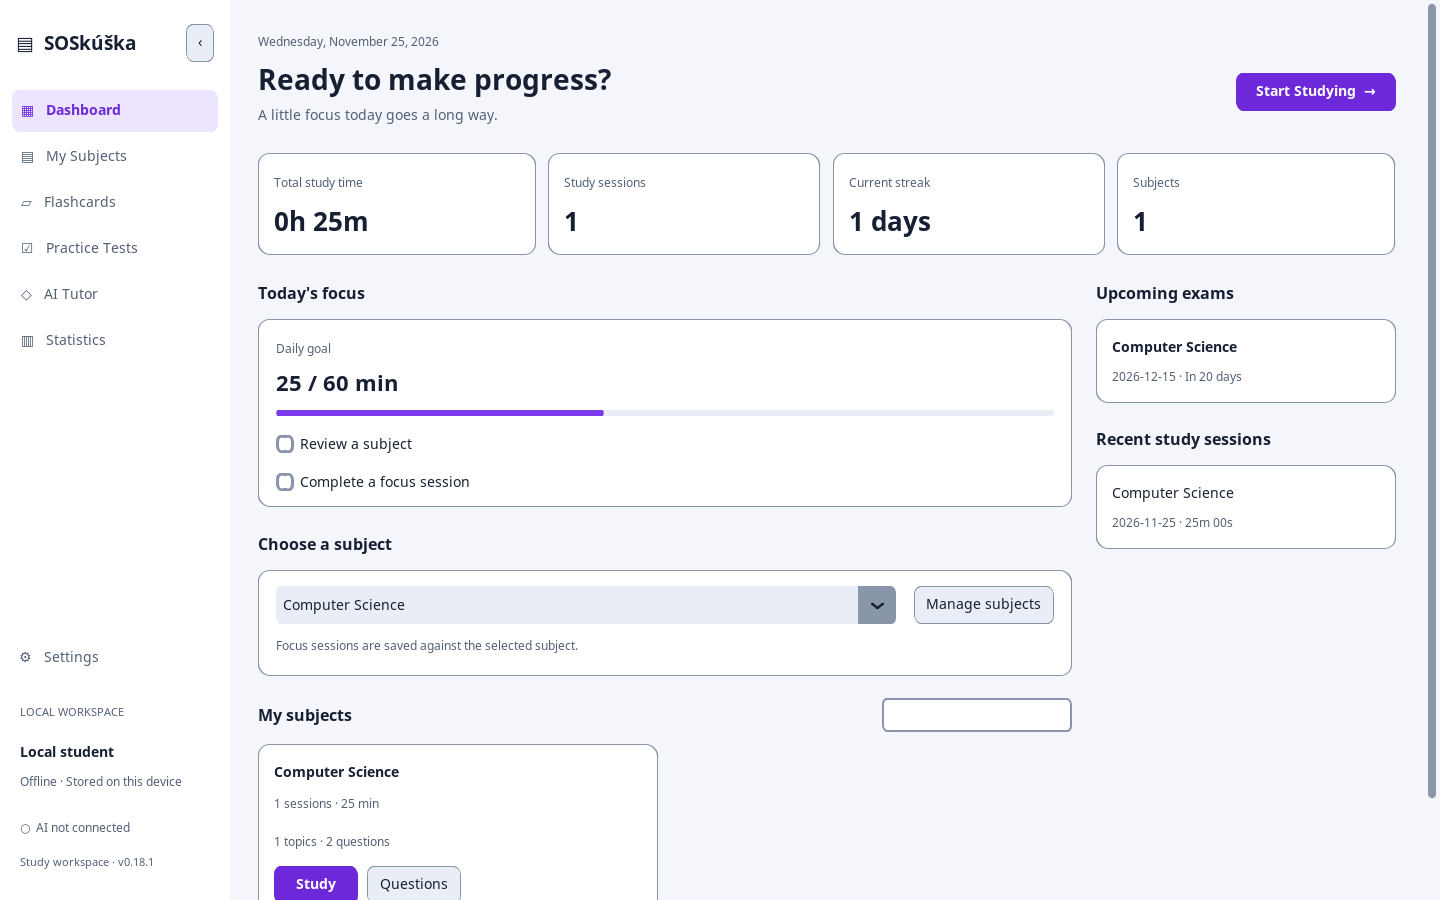 SOSkúška
‹
Dashboard
My Subjects
Flashcards
Practice Tests
AI Tutor
Statistics
Settings
LOCAL WORKSPACE
Local student
Offline · Stored on this device
AI not connected
Study workspace · v0.18.1
Wednesday, November 25, 2026
Ready to make progress?
A little focus today goes a long way.
Start Studying →
Total study time
0h 25m
Study sessions
1
Current streak
1 days
Subjects
1
Today's focus
Daily goal
25 / 60 min
Review a subject
Complete a focus session
Choose a subject
Computer Science
Manage subjects
Focus sessions are saved against the selected subject.
My subjects
Computer Science
1 sessions · 25 min
1 topics · 2 questions
Study
Questions
Upcoming exams
Computer Science
2026-12-15 · In 20 days
Recent study sessions
Computer Science
2026-11-25 · 25m 00s